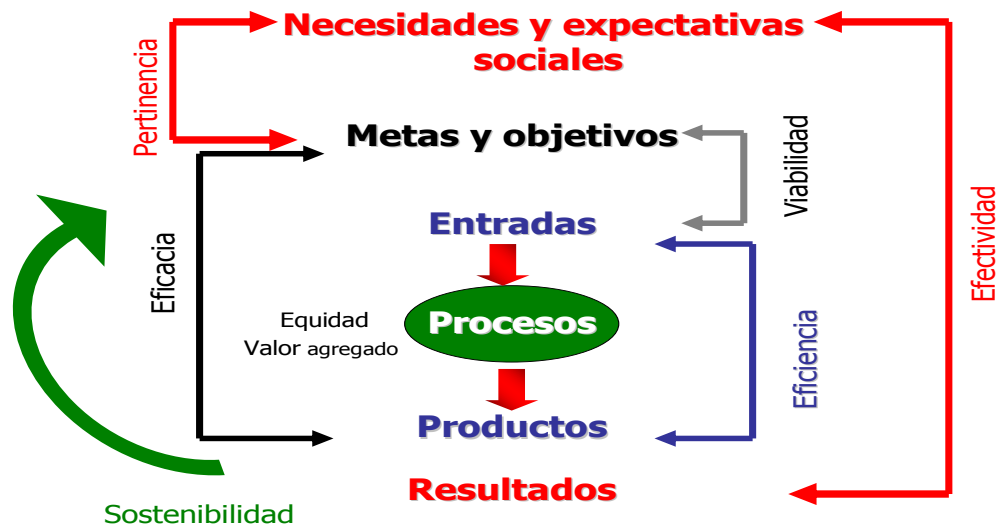 Necesidades y expectativas
sociales
Pertinencia
Metas y objetivos
Viabilidad
Entradas
Eficacia
Efectividad
Equidad
Valor agregado
Procesos
Eficiencia
Productos
Resultados
Sostenibilidad